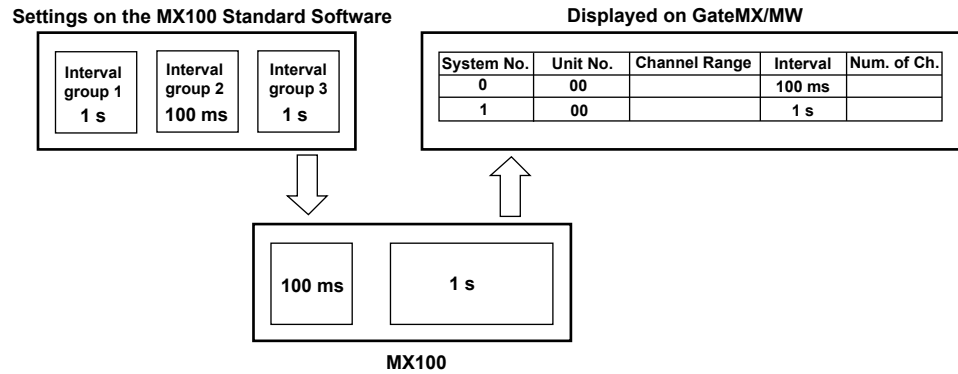 Settings on the MX100 Standard Software
Interval
group 1
1 s
Interval
group 2
100 ms
Interval
group 3
1 s
Displayed on GateMX/MW
System No. Unit No. Channel Range Interval Num. of Ch.
0 00 100 ms
1 00 1 s
100 ms
1 s
MX100